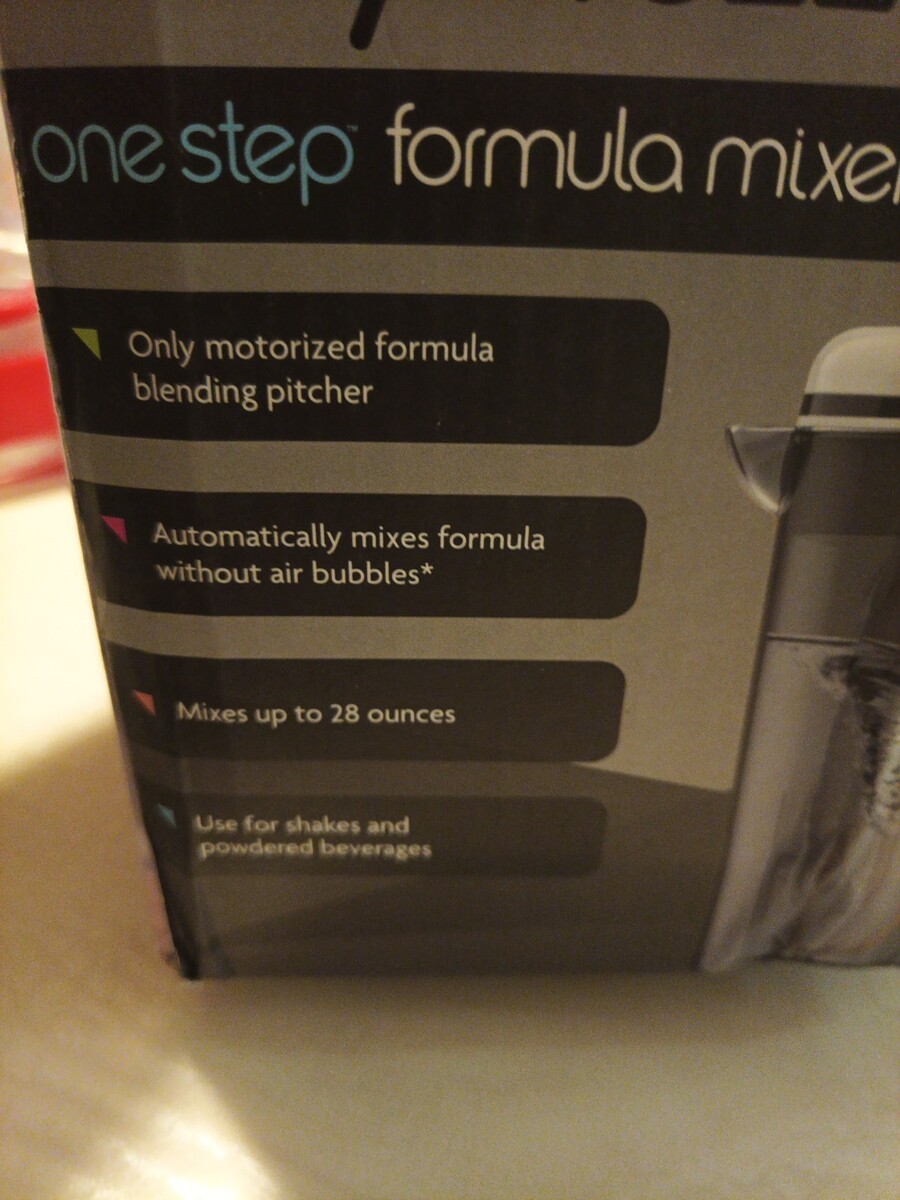 one step™ formula mixer
Only motorized formula
blending pitcher
Automatically mixes formula
without air bubbles*
Mixes up to 28 ounces
Use for shakes and
powdered beverages